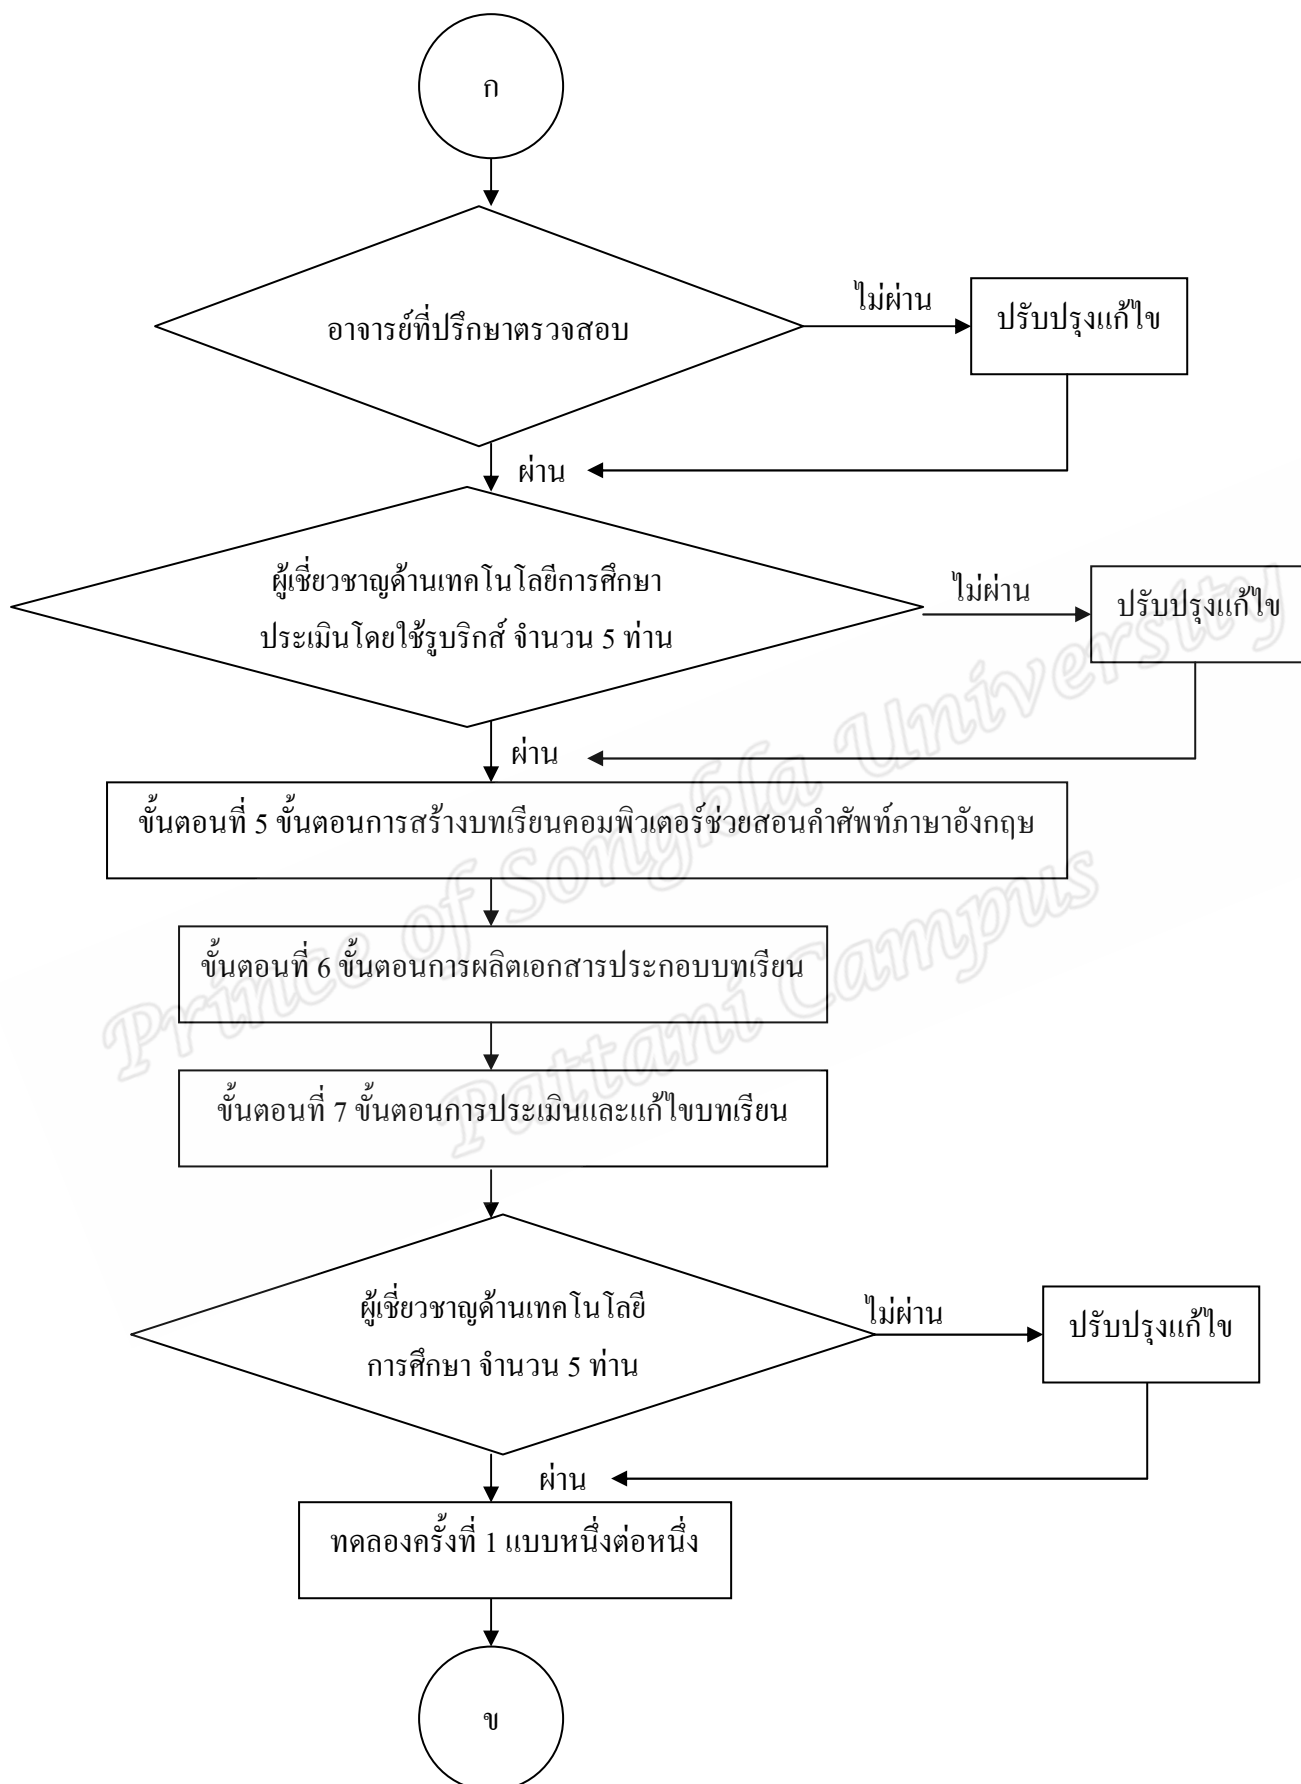 ก
อาจารย์ที่ปรึกษาตรวจสอบ
ไม่ผ่าน
ปรับปรุงแก้ไข
ผ่าน
ผู้เชี่ยวชาญด้านเทคโนโลยีการศึกษา
ประเมินโดยใช้รูบริกส์ จำนวน 5 ท่าน
ไม่ผ่าน
ปรับปรุงแก้ไข
ผ่าน
ขั้นตอนที่ 5 ขั้นตอนการสร้างบทเรียนคอมพิวเตอร์ช่วยสอนคำศัพท์ภาษาอังกฤษ
ขั้นตอนที่ 6 ขั้นตอนการผลิตเอกสารประกอบบทเรียน
ขั้นตอนที่ 7 ขั้นตอนการประเมินและแก้ไขบทเรียน
ผู้เชี่ยวชาญด้านเทคโนโลยี
การศึกษา จำนวน 5 ท่าน
ไม่ผ่าน
ปรับปรุงแก้ไข
ผ่าน
ทดลองครั้งที่ 1 แบบหนึ่งต่อหนึ่ง
ข
Prince of Songkla University
Pattani Campus